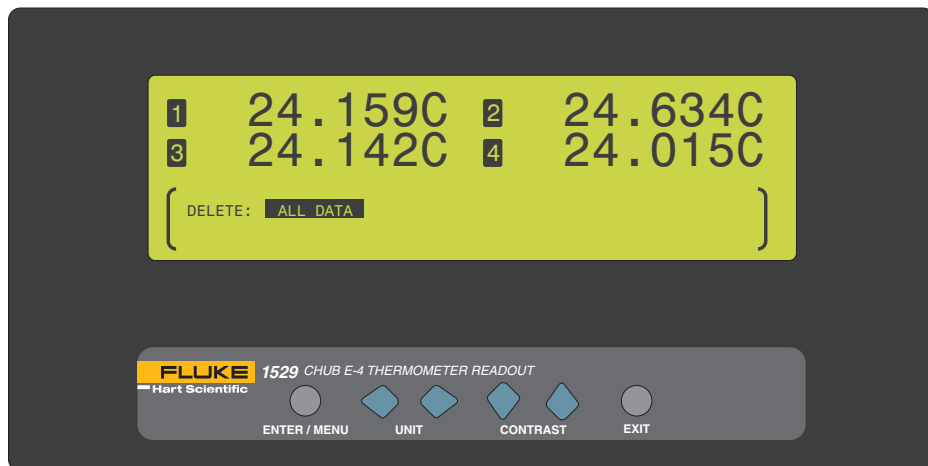 1 24.159C 2 24.634C
3 24.142C 4 24.015C
DELETE: ALL DATA
FLUKE 1529 CHUB E-4 THERMOMETER READOUT
Hart Scientific
ENTER / MENU UNIT CONTRAST EXIT